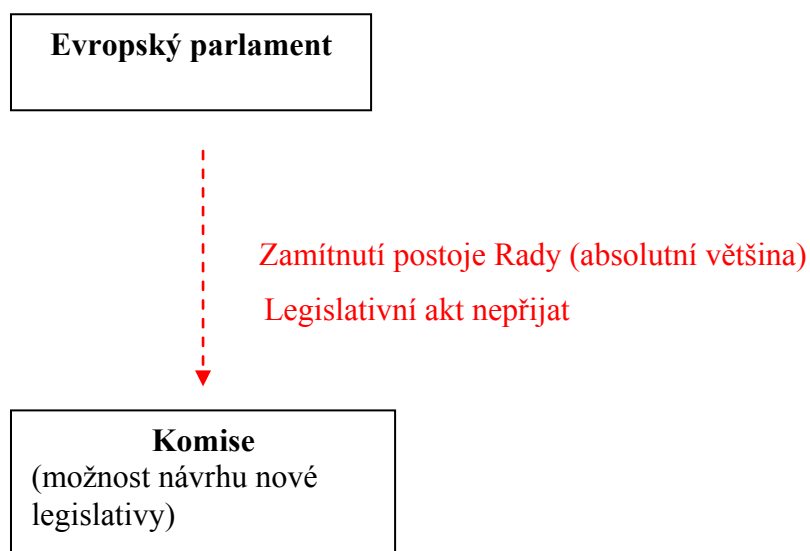 Evropský parlament
Zamítnutí postoje Rady (absolutní většina)
Legislativní akt nepřijat
Komise
(možnost návrhu nové
legislativy)